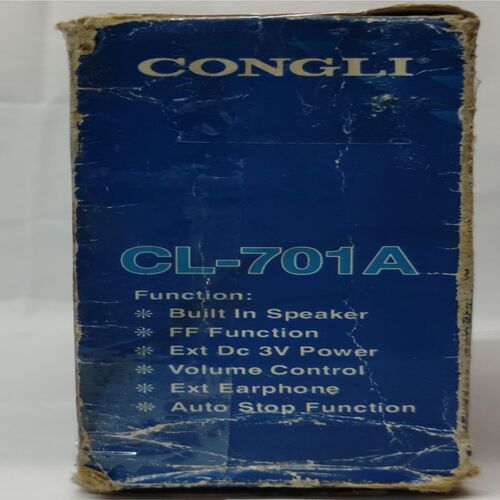 CONGLI®
CL-701A
Function:
❊ Built In Speaker
❊ FF Function
❊ Ext Dc 3V Power
❊ Volume Control
❊ Ext Earphone
❊ Auto Stop Function